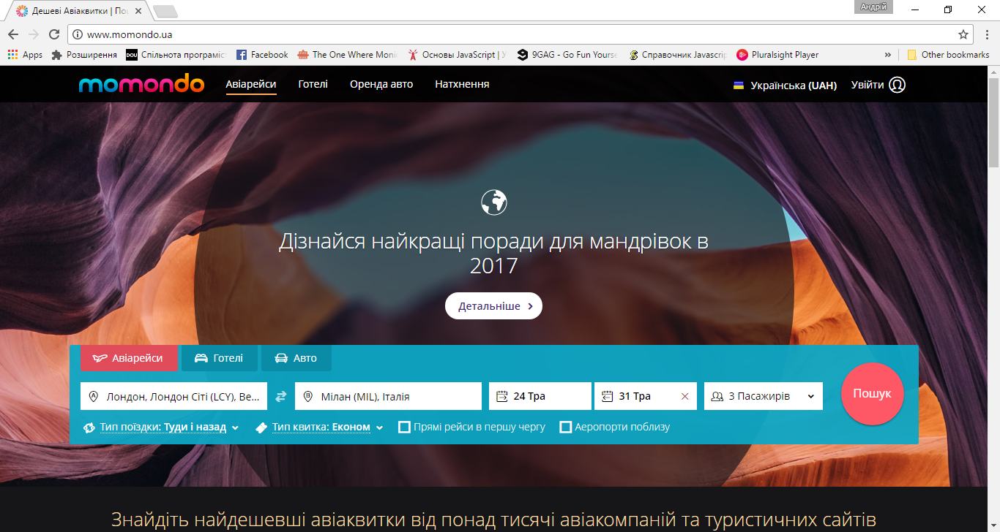 Дешеві Авіаквитки | По
Андрій
www.momondo.ua
Apps Розширення DOU Спільнота програміс Facebook The One Where Moni Основы JavaScript | У 9GAG - Go Fun Yourse Справочник Javascrip Pluralsight Player » Other bookmarks
momondo Авіарейси Готелі Оренда авто Натхнення Українська (UAH) Увійти
Дізнайся найкращі поради для мандрівок в
2017
Детальніше
Авіарейси Готелі Авто
A Лондон, Лондон Сіті (LCY), Ве... B Мілан (MIL), Італія 24 Тра 31 Тра 3 Пасажирів Пошук
Тип поїздки: Туди і назад Тип квитка: Економ Прямі рейси в першу чергу Аеропорти поблизу
Знайдіть найдешевші авіаквитки від понад тисячі авіакомпаній та туристичних сайтів